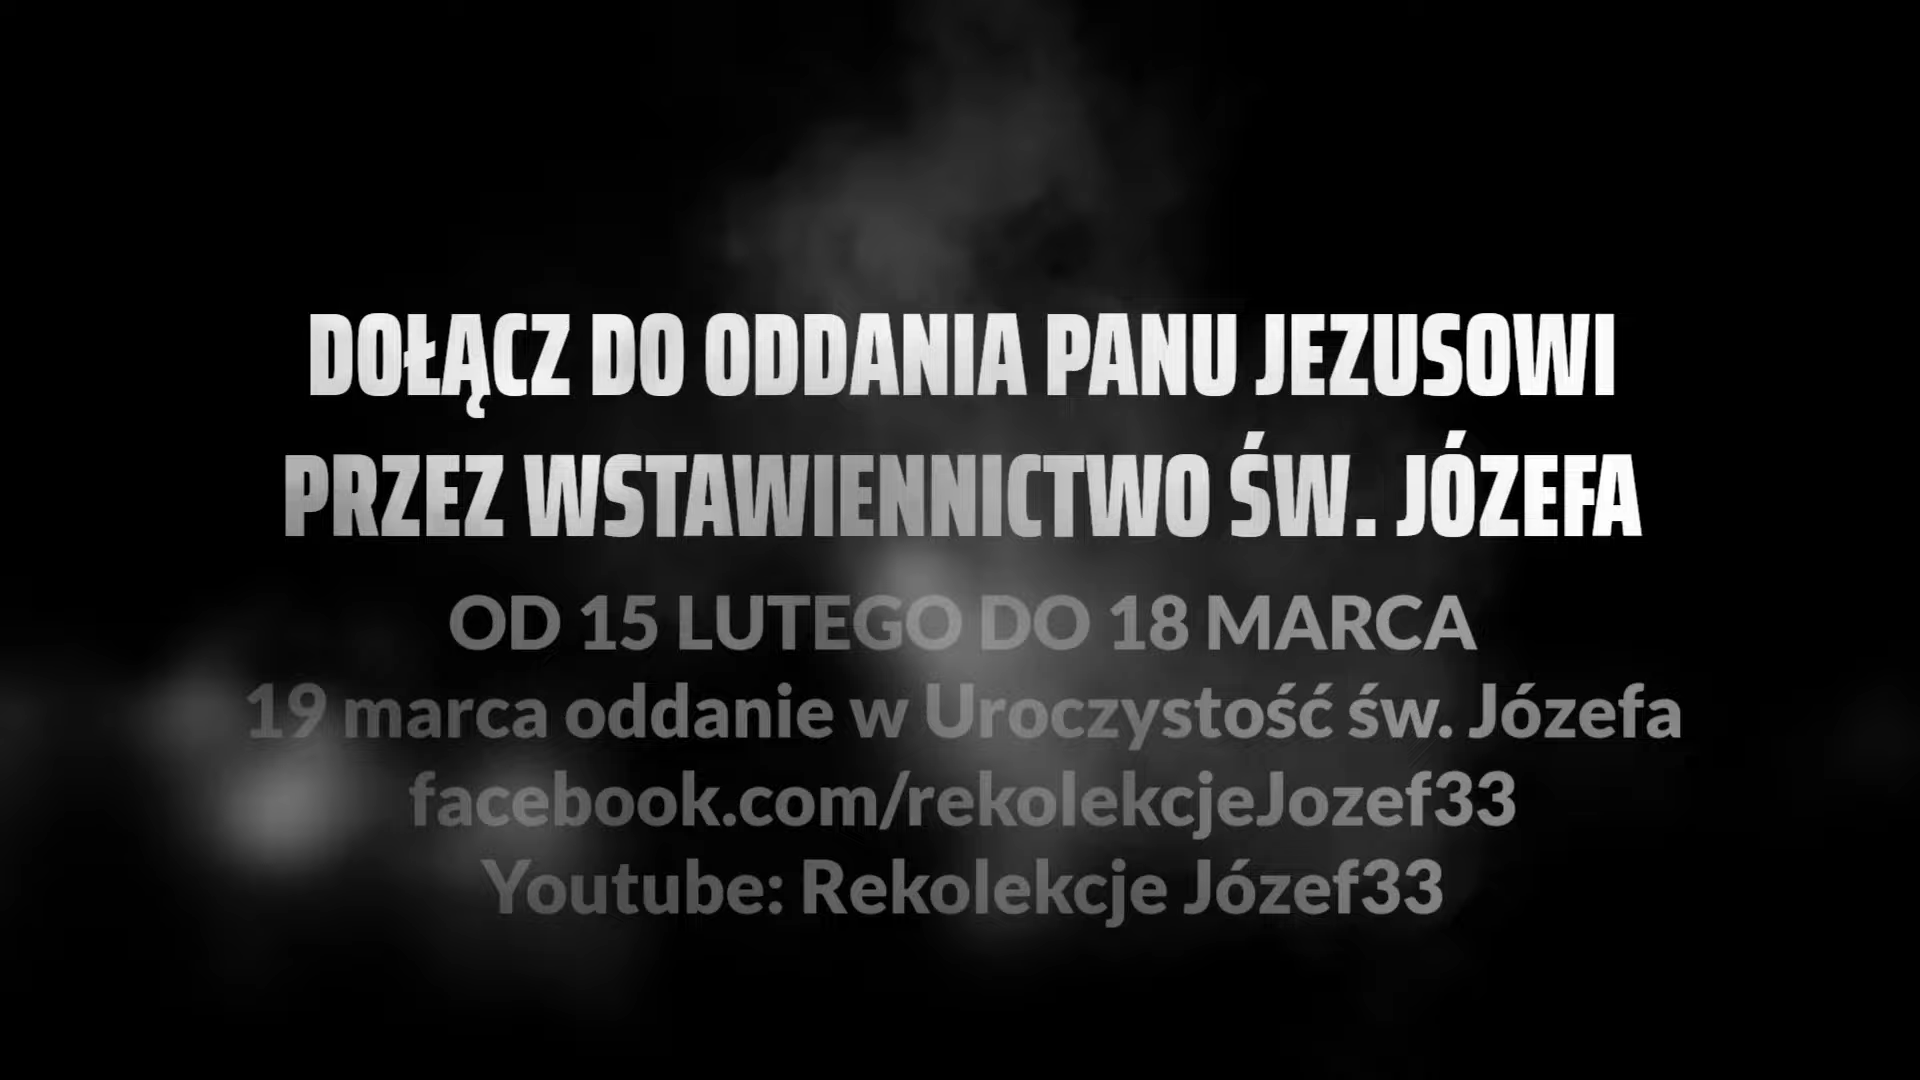 DOŁĄCZ DO ODDANIA PANU JEZUSOWI
PRZEZ WSTAWIENNICTWO ŚW. JÓZEFA
OD 15 LUTEGO DO 18 MARCA
19 marca oddanie w Uroczystość św. Józefa
facebook.com/rekolekcjeJozef33
Youtube: Rekolekcje Józef33